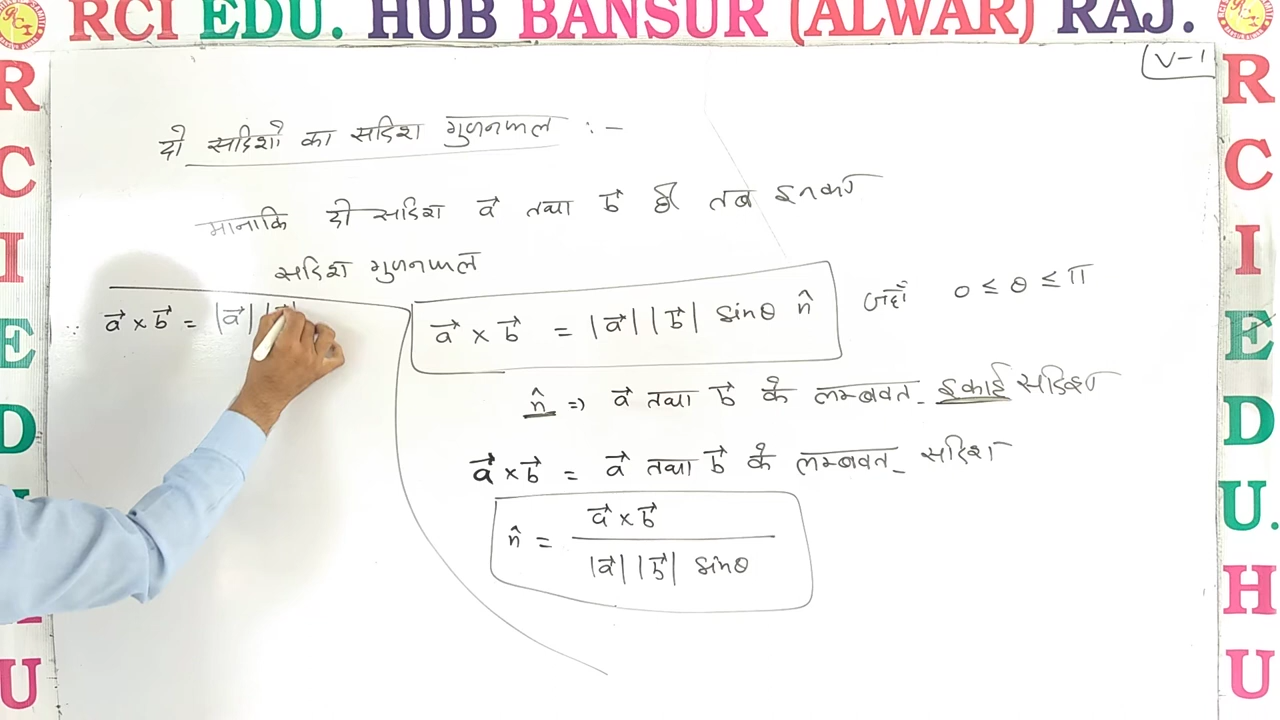 RCI EDU. HUB BANSUR (ALWAR) RAJ.
V-1
दो सदिशों का सदिश गुणनफल :-
मानाकि दो सदिश a⃗ तथा b⃗ हो तब इनका
सदिश गुणनफल
∵ a⃗ × b⃗ = |a⃗| |b⃗|
a⃗ × b⃗ = |a⃗| |b⃗| sinθ n̂ जहाँ 0 ≤ θ ≤ π
n̂ => a⃗ तथा b⃗ के लम्बवत इकाई सदिश
a⃗ × b⃗ = a⃗ तथा b⃗ के लम्बवत सदिश
n̂ = a⃗ × b⃗ / |a⃗| |b⃗| sinθ
R C I E D U
R C I E D U. H U